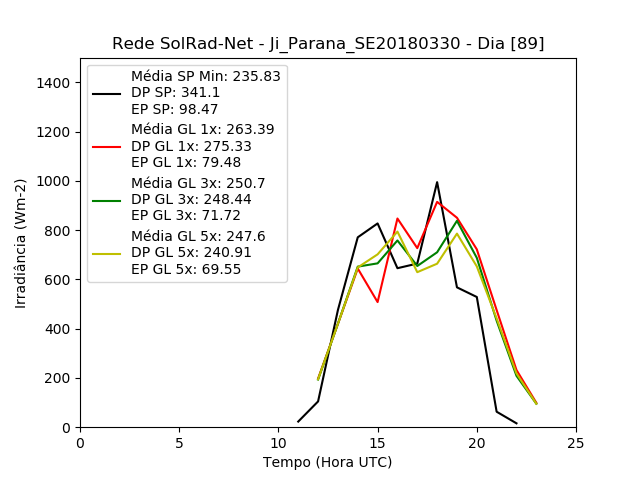 Rede SolRad-Net - Ji_Parana_SE20180330 - Dia [89]
Média SP Min: 235.83
DP SP: 341.1
EP SP: 98.47
Média GL 1x: 263.39
DP GL 1x: 275.33
EP GL 1x: 79.48
Média GL 3x: 250.7
DP GL 3x: 248.44
EP GL 3x: 71.72
Média GL 5x: 247.6
DP GL 5x: 240.91
EP GL 5x: 69.55
Irradiância (Wm-2)
1400
1200
1000
800
600
400
200
0
0 5 10 15 20 25
Tempo (Hora UTC)